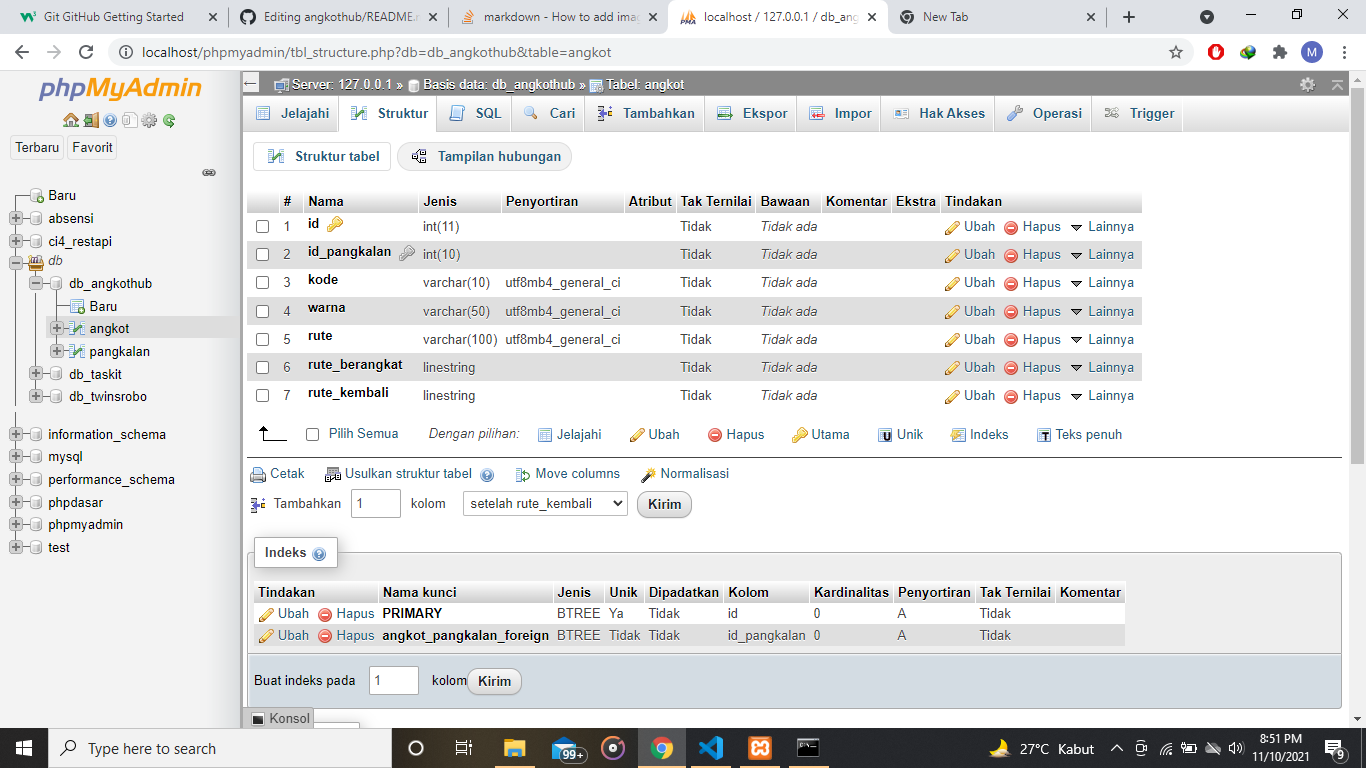 Git GitHub Getting Started
Editing angkothub/README.
markdown - How to add ima
localhost / 127.0.0.1 / db_ang
New Tab
localhost/phpmyadmin/tbl_structure.php?db=db_angkothub&table=angkot
M
phpMyAdmin
Terbaru Favorit
Baru
absensi
ci4_restapi
db
db_angkothub
Baru
angkot
pangkalan
db_taskit
db_twinsrobo
information_schema
mysql
performance_schema
phpdasar
phpmyadmin
test
Server: 127.0.0.1 » Basis data: db_angkothub » Tabel: angkot
Jelajahi Struktur SQL Cari Tambahkan Ekspor Impor Hak Akses Operasi Trigger
Struktur tabel Tampilan hubungan
# Nama Jenis Penyortiran Atribut Tak Ternilai Bawaan Komentar Ekstra Tindakan
1 id int(11) Tidak Tidak ada Ubah Hapus Lainnya
2 id_pangkalan int(10) Tidak Tidak ada Ubah Hapus Lainnya
3 kode varchar(10) utf8mb4_general_ci Tidak Tidak ada Ubah Hapus Lainnya
4 warna varchar(50) utf8mb4_general_ci Tidak Tidak ada Ubah Hapus Lainnya
5 rute varchar(100) utf8mb4_general_ci Tidak Tidak ada Ubah Hapus Lainnya
6 rute_berangkat linestring Tidak Tidak ada Ubah Hapus Lainnya
7 rute_kembali linestring Tidak Tidak ada Ubah Hapus Lainnya
Pilih Semua Dengan pilihan: Jelajahi Ubah Hapus Utama Unik Indeks Teks penuh
Cetak Usulkan struktur tabel Move columns Normalisasi
Tambahkan 1 kolom setelah rute_kembali Kirim
Indeks
Tindakan Nama kunci Jenis Unik Dipadatkan Kolom Kardinalitas Penyortiran Tak Ternilai Komentar
Ubah Hapus PRIMARY BTREE Ya Tidak id 0 A Tidak
Ubah Hapus angkot_pangkalan_foreign BTREE Tidak Tidak id_pangkalan 0 A Tidak
Buat indeks pada 1 kolom Kirim
Konsol
Type here to search
99+
27°C Kabut
8:51 PM
11/10/2021
9